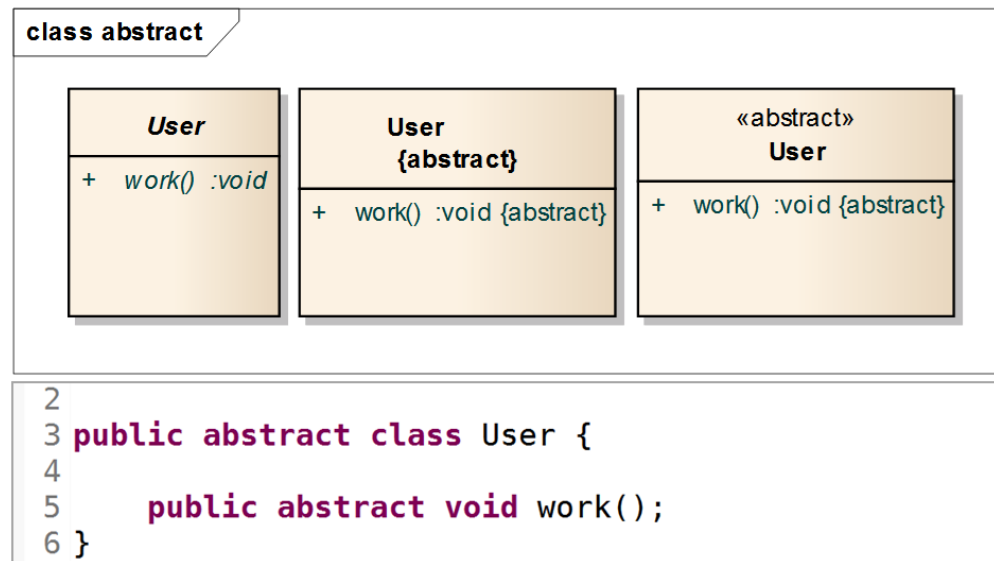 class abstract
User
+ work() :void
User
{abstract}
+ work() :void {abstract}
«abstract»
User
+ work() :void {abstract}
2
3 public abstract class User {
4
5 public abstract void work();
6 }